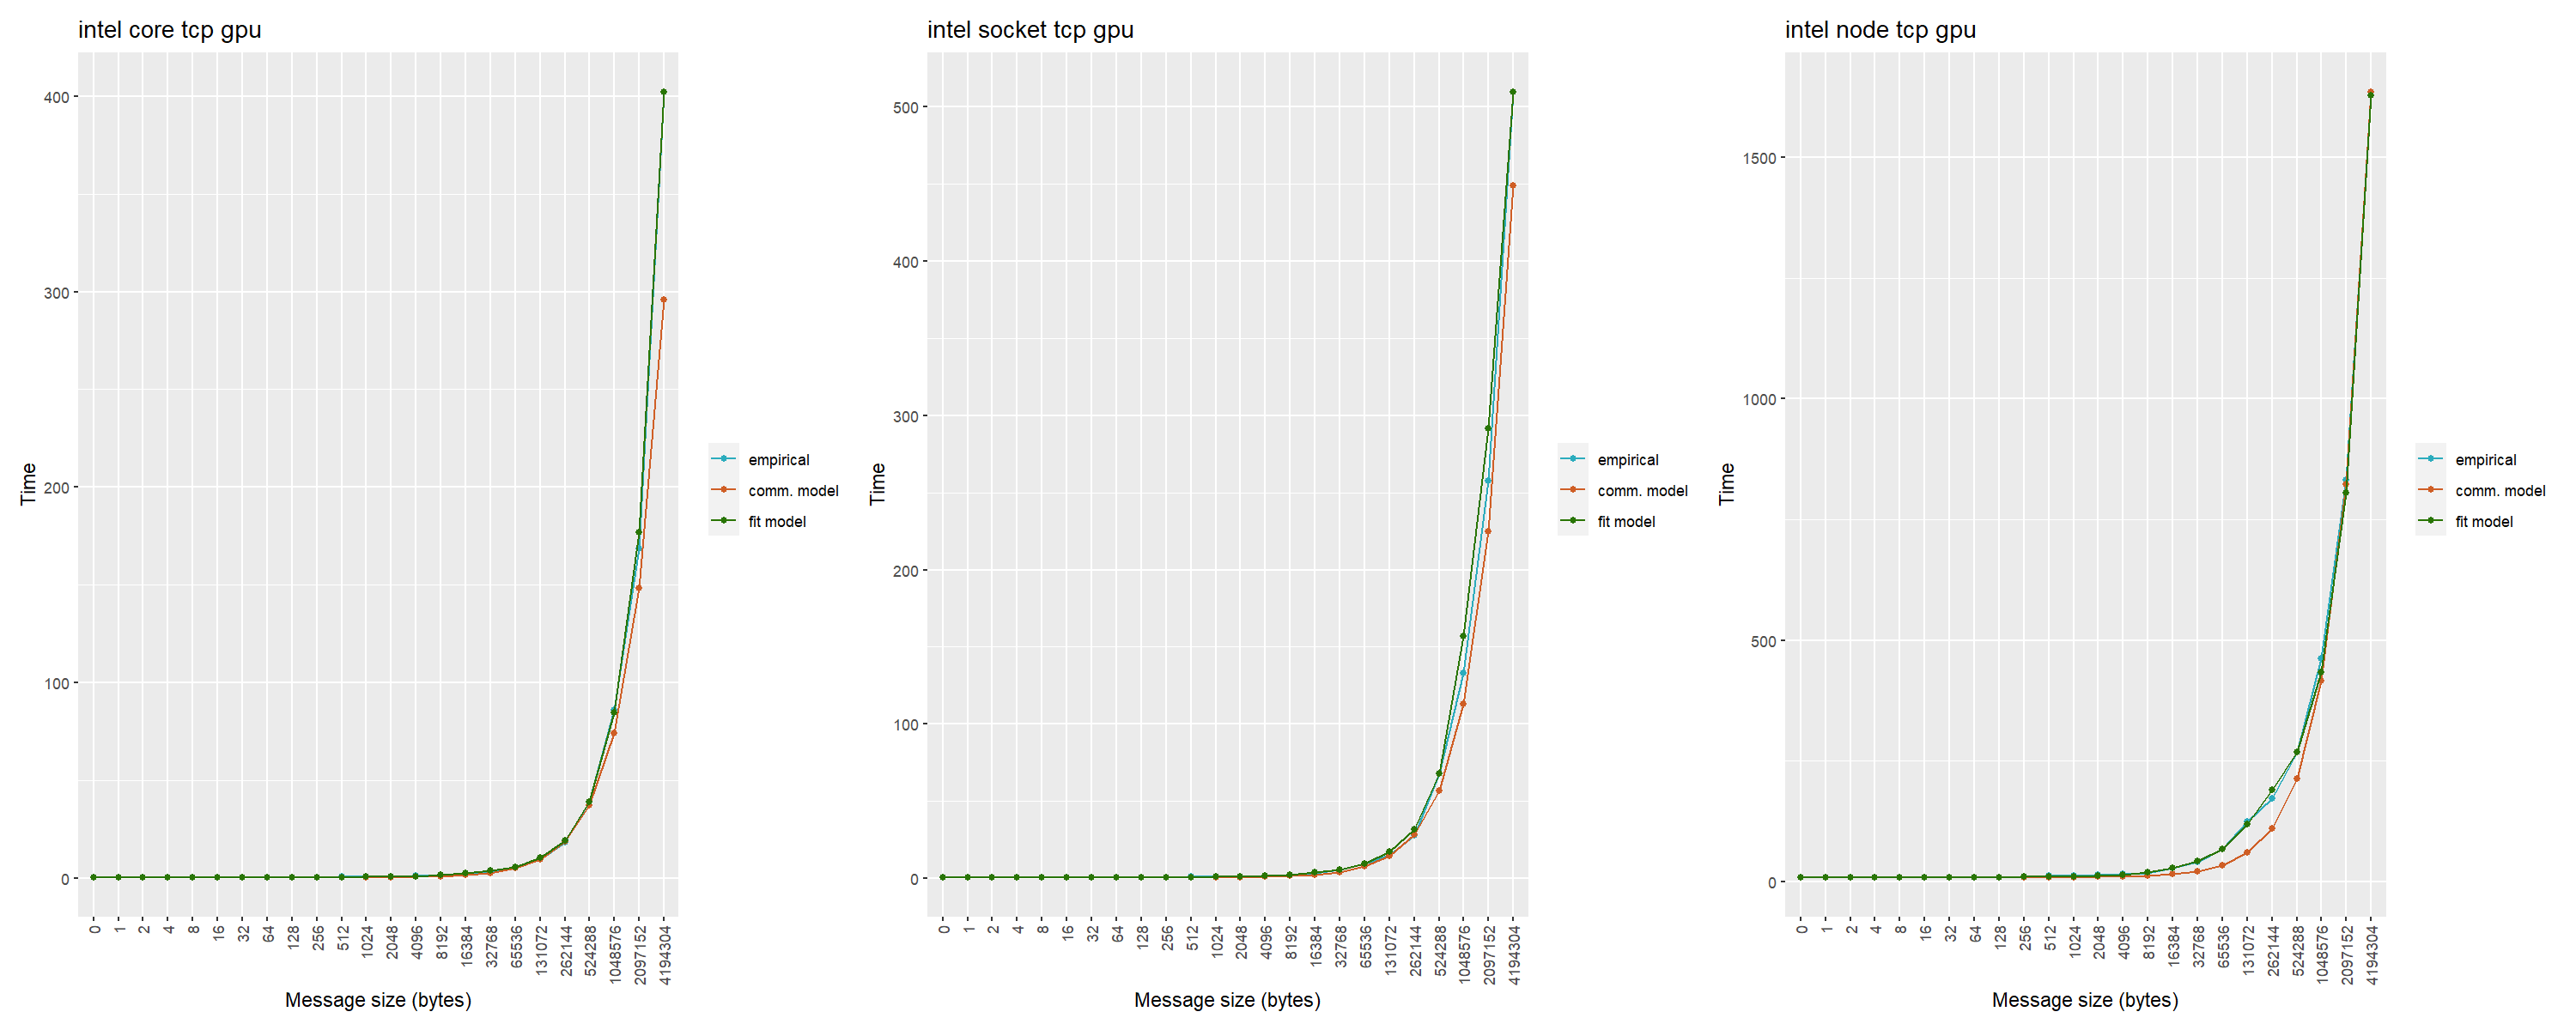 intel core tcp gpu
400
300
200
100
0
Time
0 1 2 4 8 16 32 64 128 256 512 1024 2048 4096 8192 16384 32768 65536 131072 262144 524288 1048576 2097152 4194304
Message size (bytes)
empirical
comm. model
fit model
intel socket tcp gpu
500
400
300
200
100
0
Time
0 1 2 4 8 16 32 64 128 256 512 1024 2048 4096 8192 16384 32768 65536 131072 262144 524288 1048576 2097152 4194304
Message size (bytes)
empirical
comm. model
fit model
intel node tcp gpu
1500
1000
500
0
Time
0 1 2 4 8 16 32 64 128 256 512 1024 2048 4096 8192 16384 32768 65536 131072 262144 524288 1048576 2097152 4194304
Message size (bytes)
empirical
comm. model
fit model